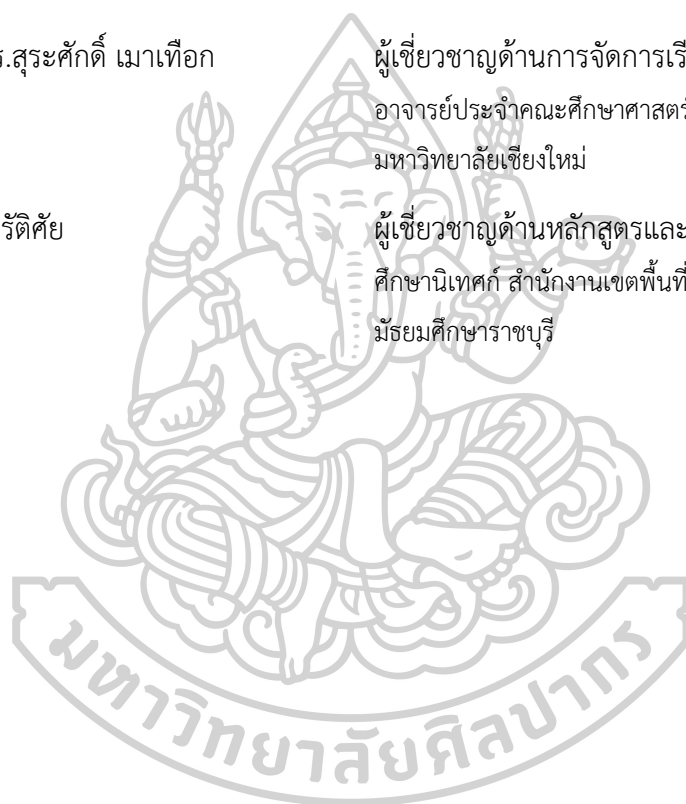 ร.สุระศักดิ์ เมาเทือก
ผู้เชี่ยวชาญด้านการจัดการเรี
อาจารย์ประจำคณะศึกษาศาสตร์
มหาวิทยาลัยเชียงใหม่
รัติศัย
ผู้เชี่ยวชาญด้านหลักสูตรและ
ศึกษานิเทศก์ สำนักงานเขตพื้นที่
มัธยมศึกษาราชบุรี
มหาวิทยาลัยศิลปากร